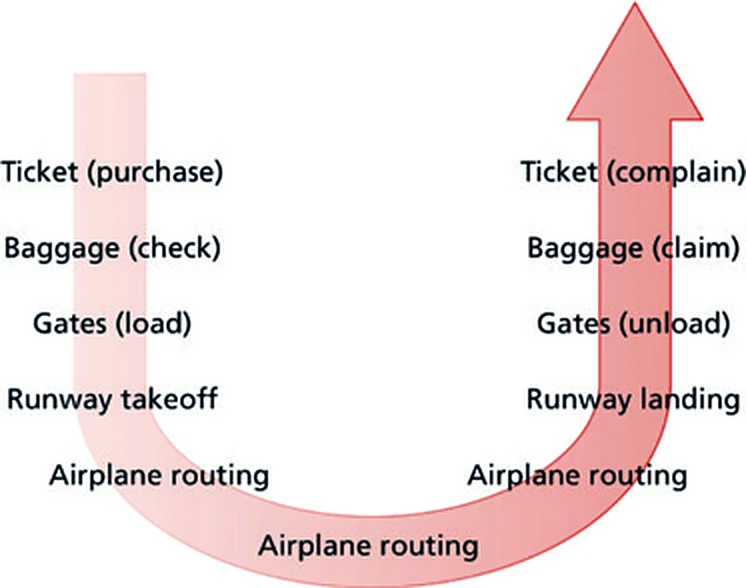 Ticket (purchase)
Baggage (check)
Gates (load)
Runway takeoff
Airplane routing
Airplane routing
Ticket (complain)
Baggage (claim)
Gates (unload)
Runway landing
Airplane routing